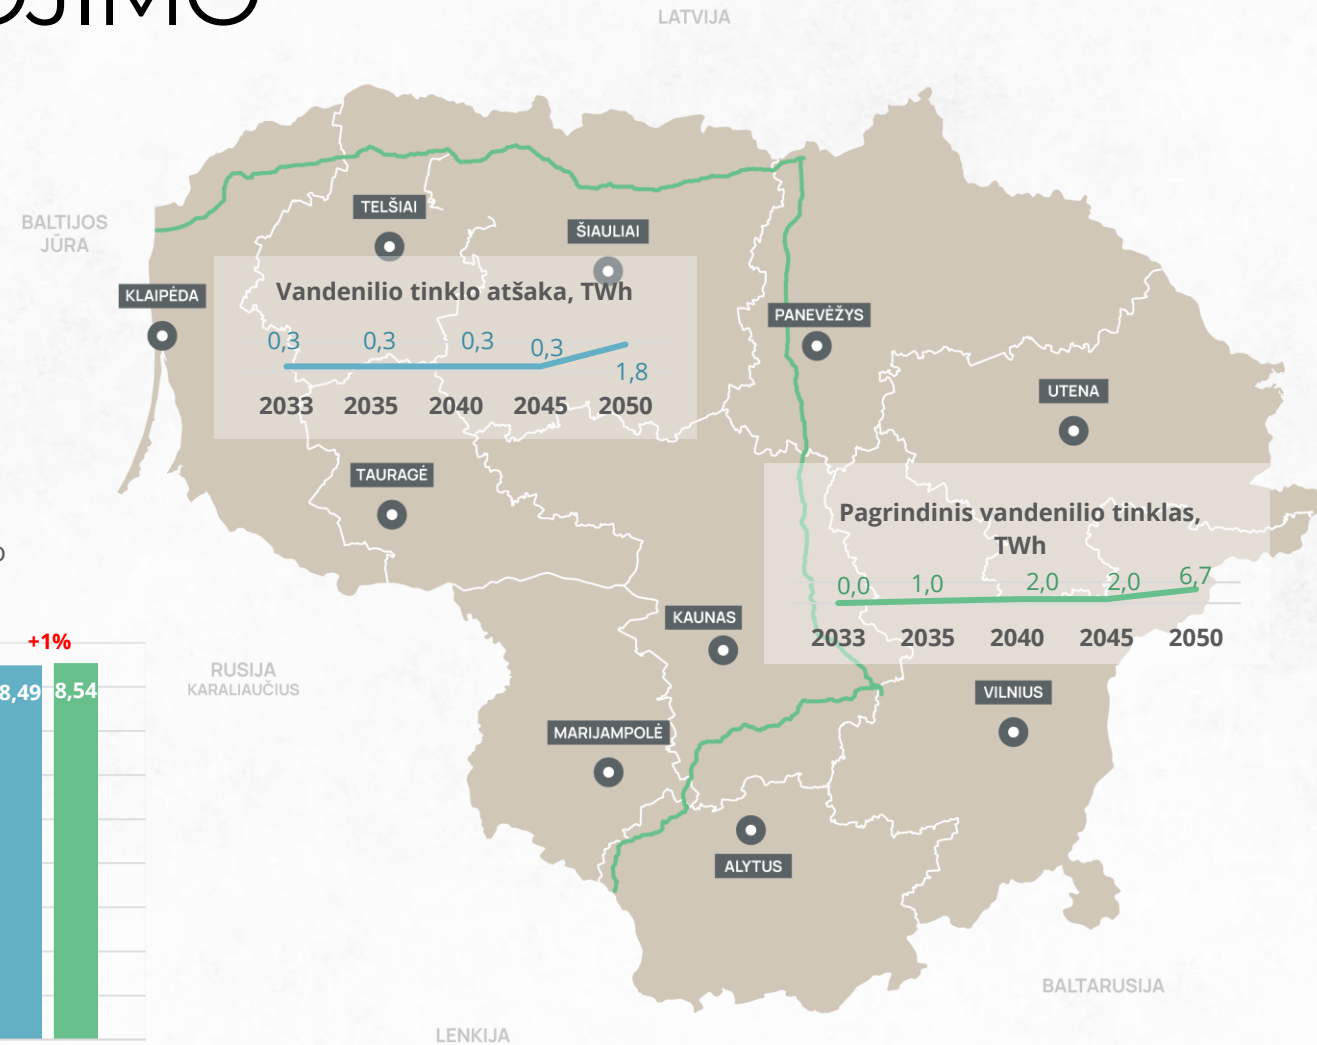 OJIMO
LATVIJA
BALTIJOS
JŪRA
TELŠIAI
ŠIAULIAI
KLAIPĖDA
Vandenilio tinklo atšaka, TWh
0,3 0,3 0,3 0,3 1,8
2033 2035 2040 2045 2050
PANEVĖŽYS
UTENA
TAURAGĖ
Pagrindinis vandenilio tinklas,
TWh
0,0 1,0 2,0 2,0 6,7
2033 2035 2040 2045 2050
KAUNAS
+1%
8,49 8,54
RUSIJA
KARALIAUČIUS
VILNIUS
MARIJAMPOLĖ
ALYTUS
BALTARUSIJA
LENKIJA